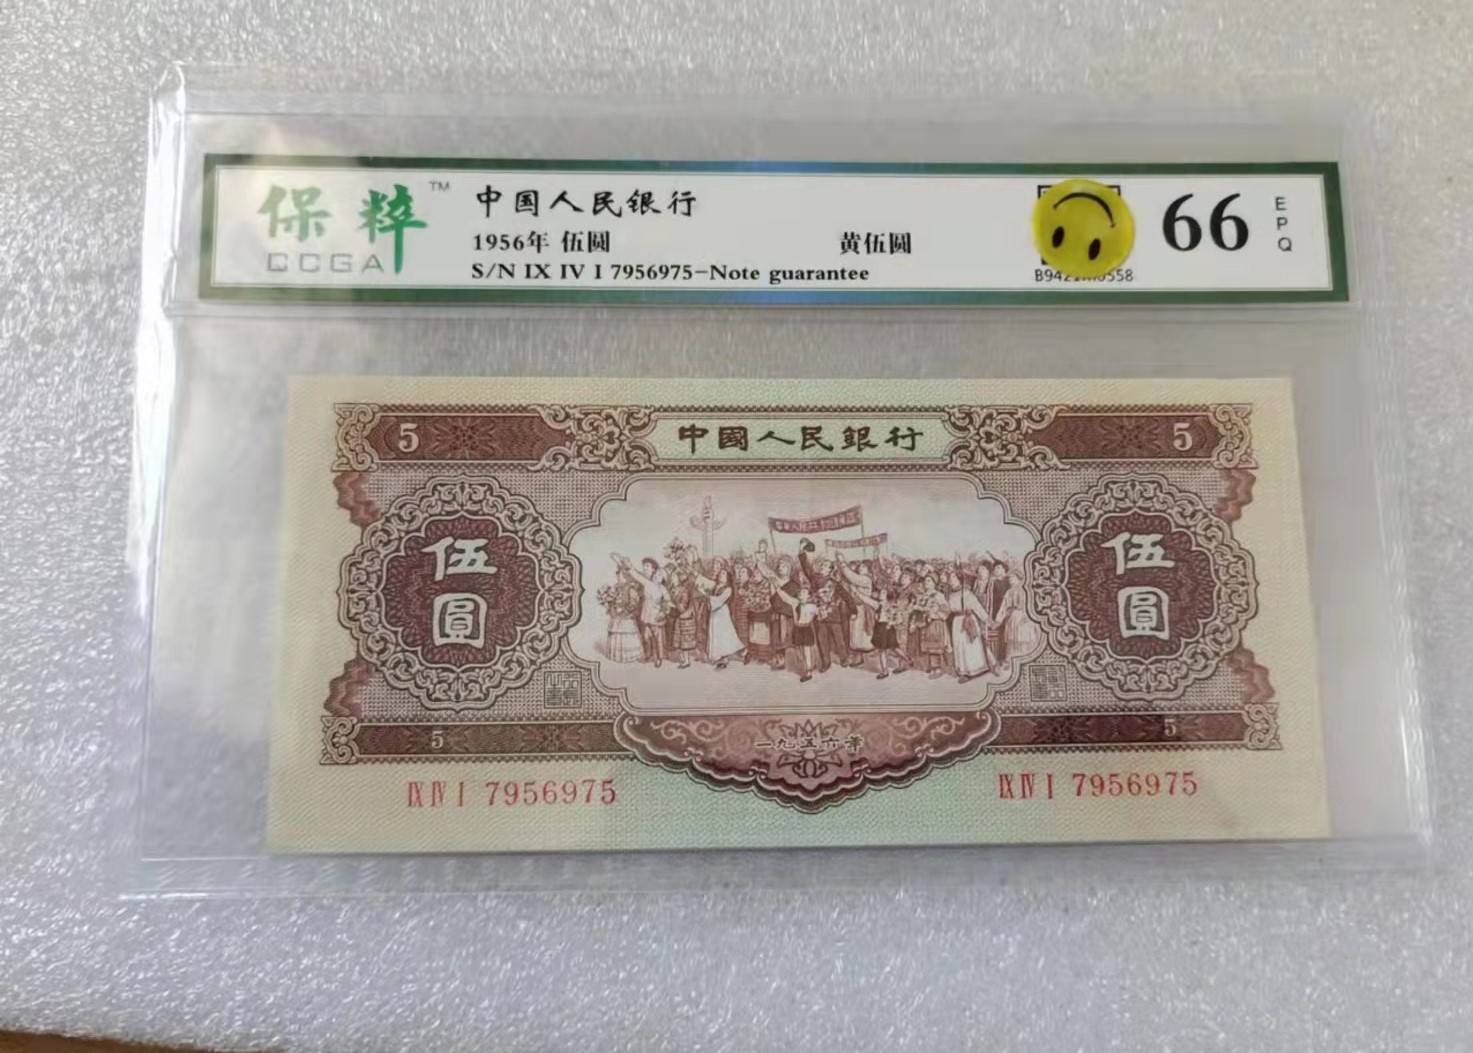 保粹™
CCGA
中国人民银行
1956年 伍圆
黄伍圆
S/N IX IV I 7956975-Note guarantee
66
EPQ
5
中國人民銀行
5
伍圓
伍圓
5
一九五六年
5
IX IV I 7956975
IX IV I 7956975